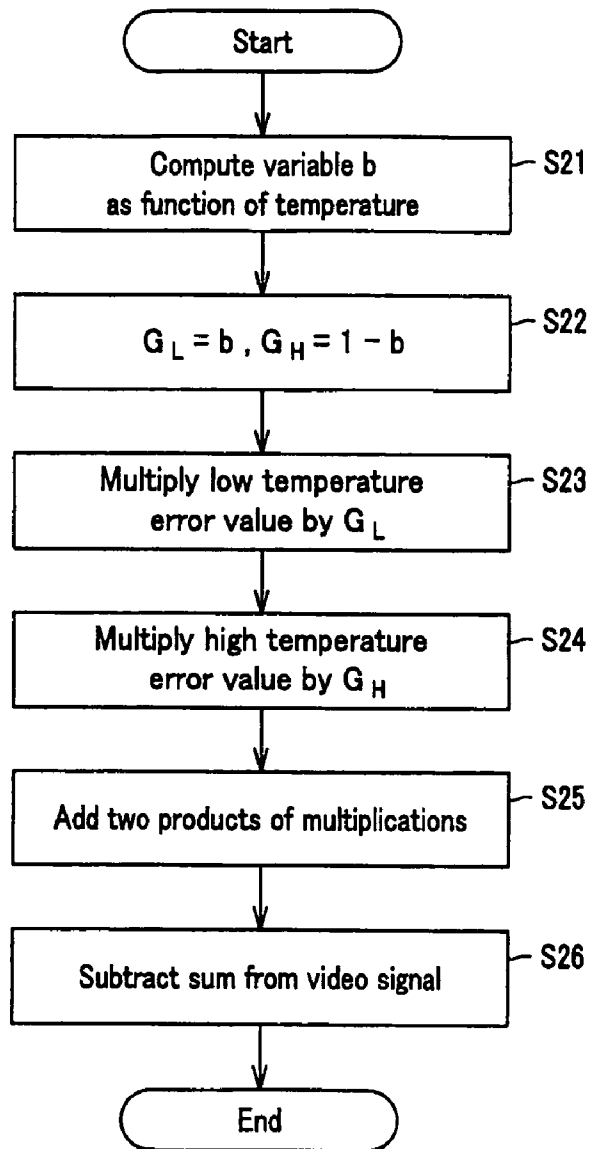 Start
Compute variable b
as function of temperature
S21
G L = b , G H = 1 - b
S22
Multiply low temperature
error value by G L
S23
Multiply high temperature
error value by G H
S24
Add two products of multiplications
S25
Subtract sum from video signal
S26
End